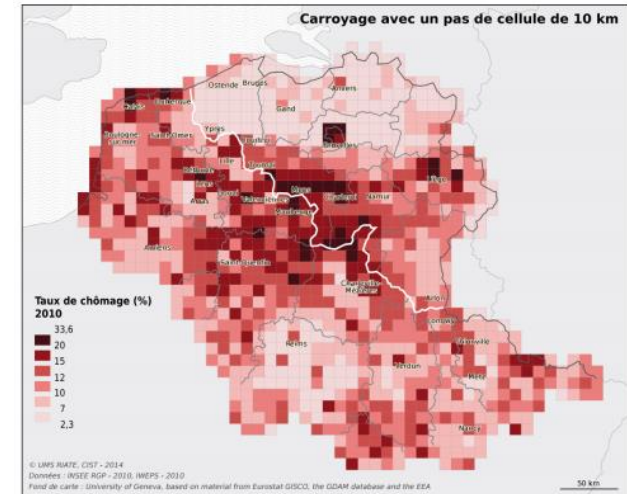 Carroyage avec un pas de cellule de 10 km
Ostende
Bruges
Anvers
Calais
Dunkerque
Gand
Ypres
Boulogne-
sur-mer
Saint-Omer
Bruxelles
Lille
Tournai
Béthune
Lens
Liège
Douai
Mons
Charleroi
Namur
Valenciennes
Arras
Maubeuge
Amiens
Saint-Quentin
Charleville-
Mézières
Arlon
Longwy
Thionville
Reims
Verdun
Metz
Nancy
Taux de chômage (%)
2010
33,6
20
15
12
10
7
2,3
© UMS RIATE, CIST - 2014
Données : INSEE RGP - 2010, IWEPS - 2010
Fond de carte : University of Geneva, based on material from Eurostat GISCO, the GDAM database and the EEA
50 km